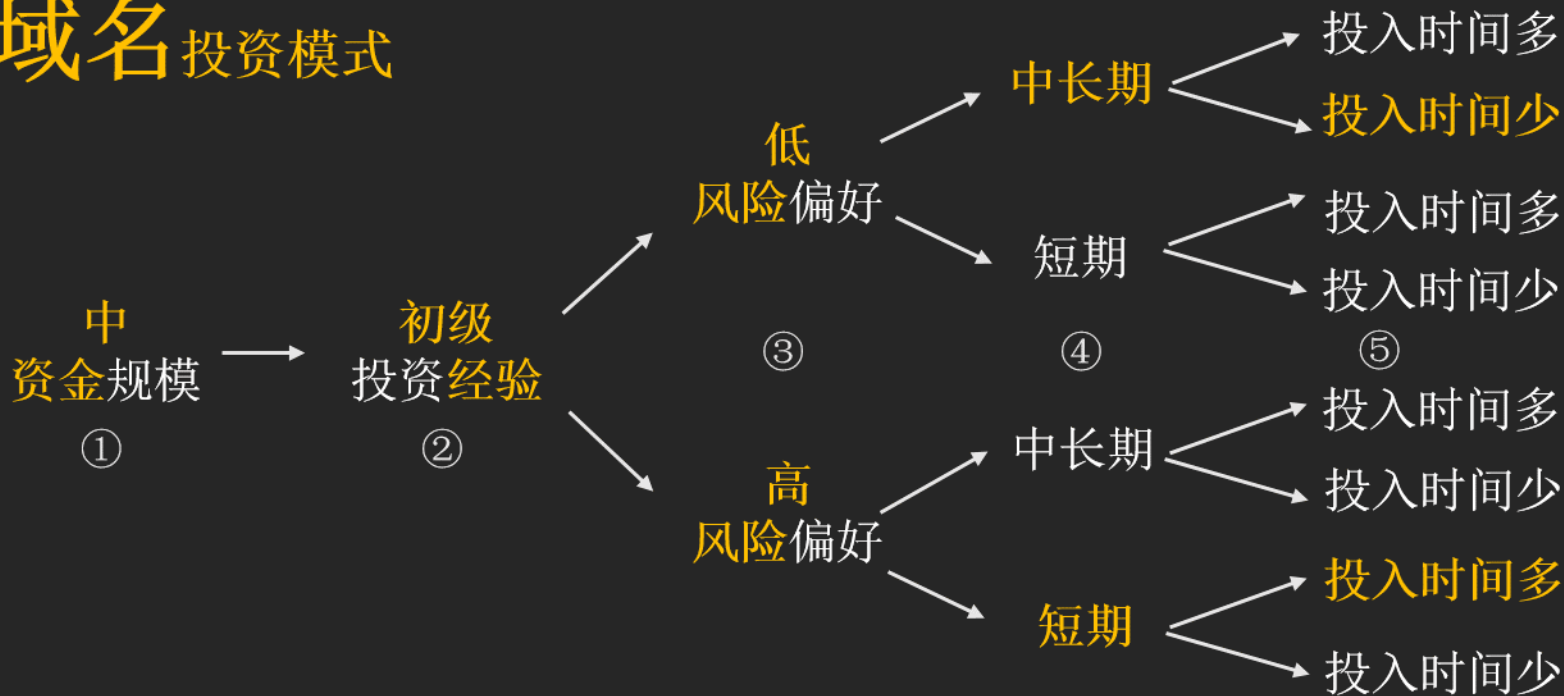 域名投资模式
投入时间多
中长期
投入时间少
低
风险偏好
投入时间多
短期
投入时间少
中
资金规模
①
初级
投资经验
②
③
④
⑤
投入时间多
中长期
投入时间少
高
风险偏好
投入时间多
短期
投入时间少